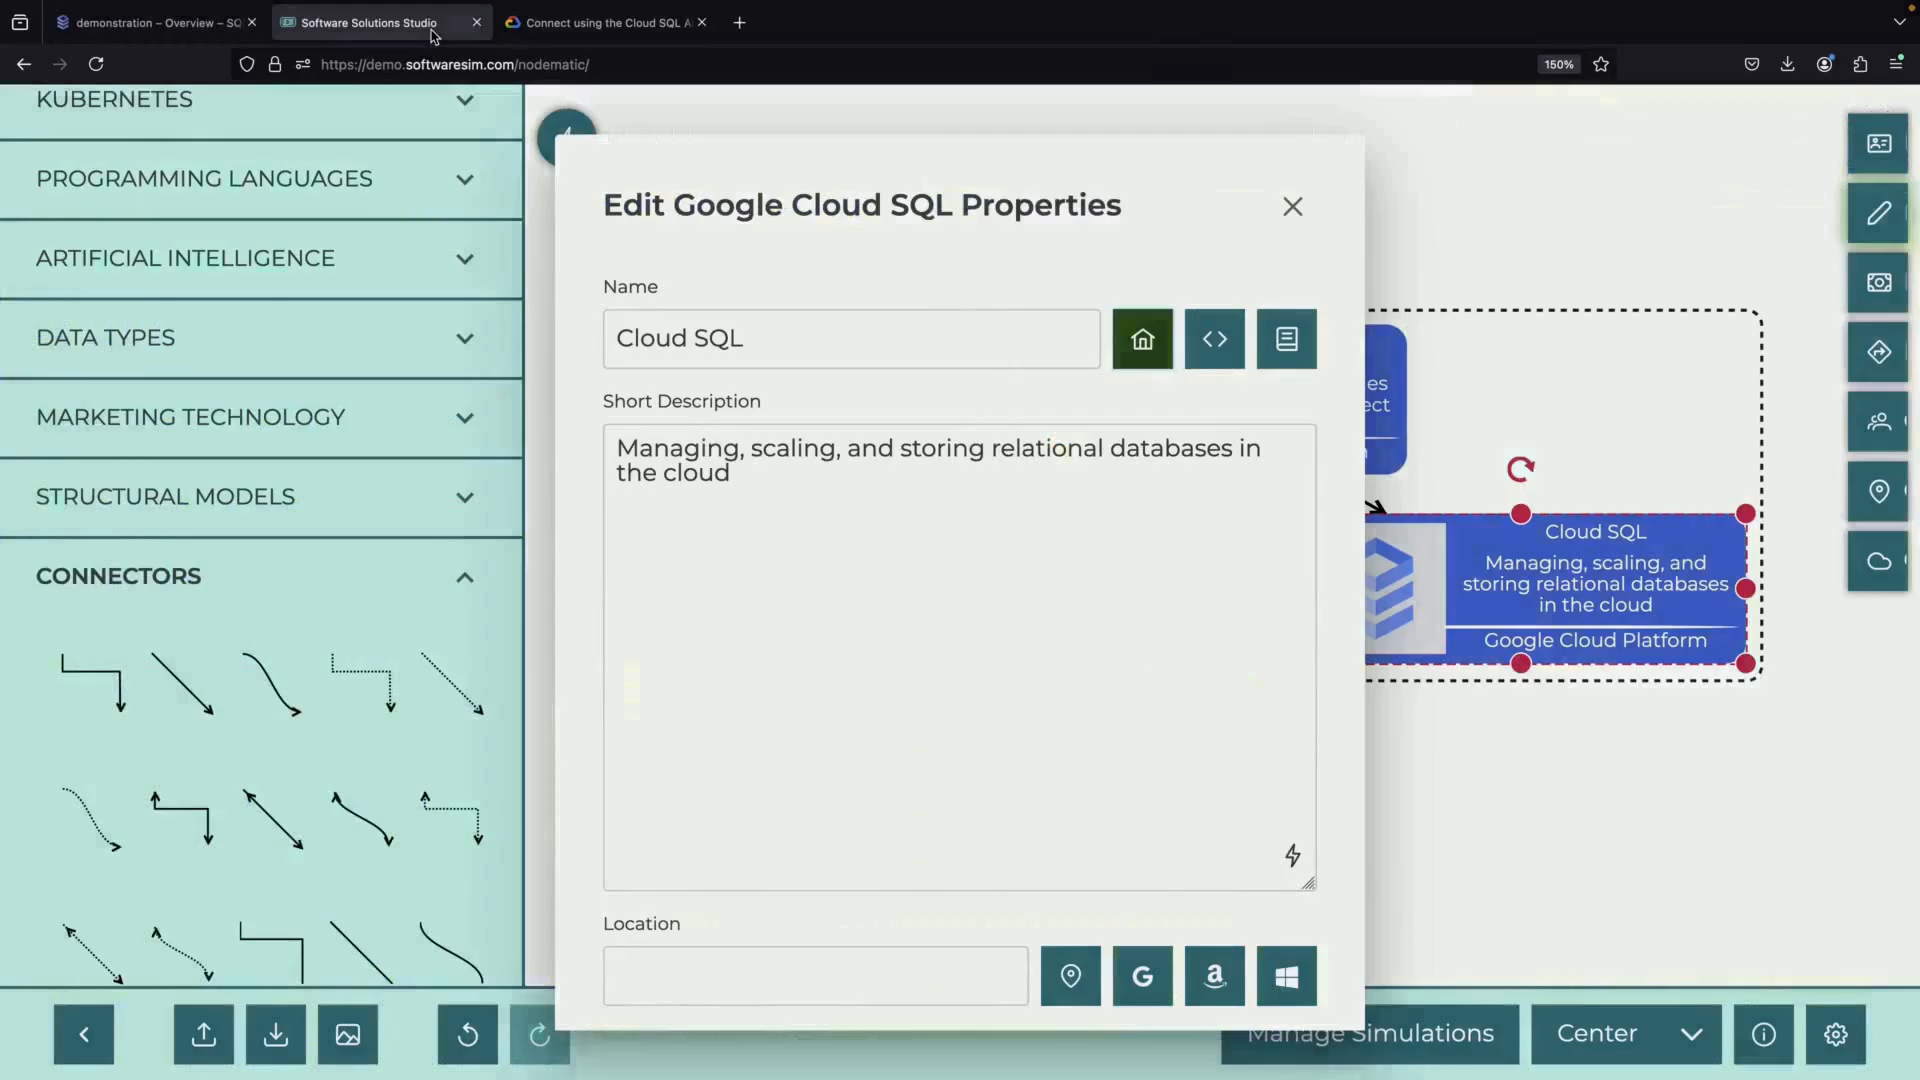 demonstration – Overview – SQ
Software Solutions Studio
Connect using the Cloud SQL A
https://demo.softwaresim.com/nodematic/
150%
KUBERNETES
PROGRAMMING LANGUAGES
ARTIFICIAL INTELLIGENCE
DATA TYPES
MARKETING TECHNOLOGY
STRUCTURAL MODELS
CONNECTORS
Edit Google Cloud SQL Properties
Name
Cloud SQL
Short Description
Managing, scaling, and storing relational databases in
the cloud
Location
es
ect
Cloud SQL
Managing, scaling, and
storing relational databases
in the cloud
Google Cloud Platform
Manage Simulations
Center